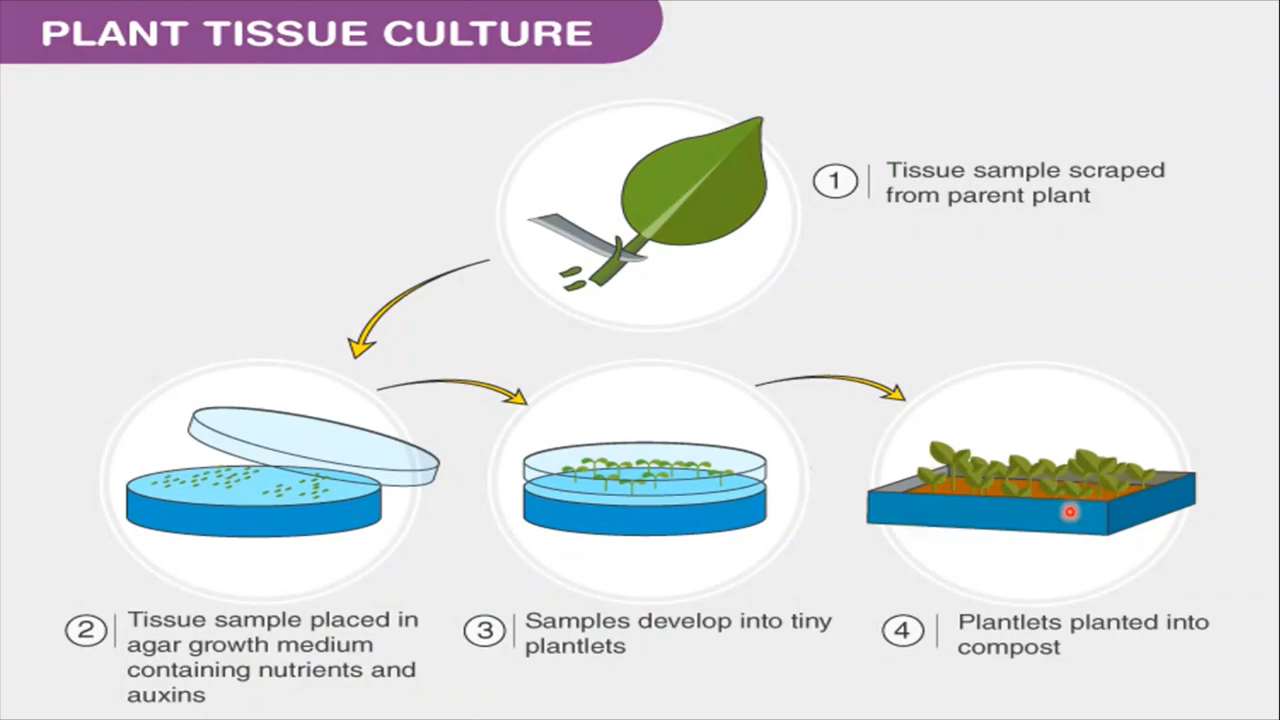 PLANT TISSUE CULTURE
1
Tissue sample scraped
from parent plant
2
Tissue sample placed in
agar growth medium
containing nutrients and
auxins
3
Samples develop into tiny
plantlets
4
Plantlets planted into
compost